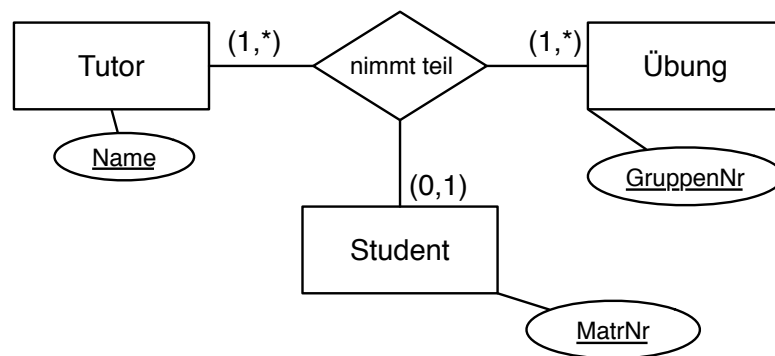 (1,*)
(1,*)
Tutor
nimmt teil
Übung
Name
GruppenNr
(0,1)
Student
MatrNr